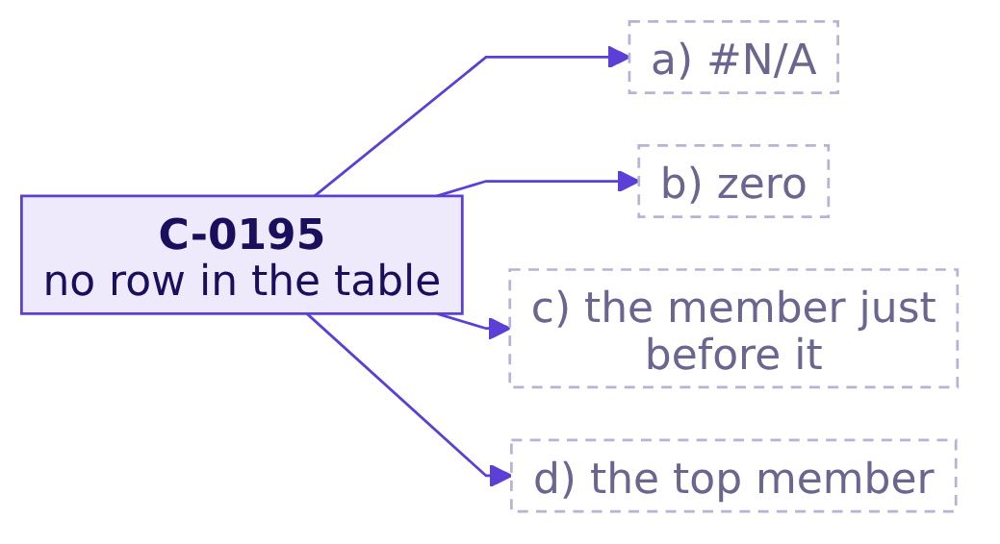 a) #N/A
b) zero
C-0195
no row in the table
c) the member just
before it
d) the top member